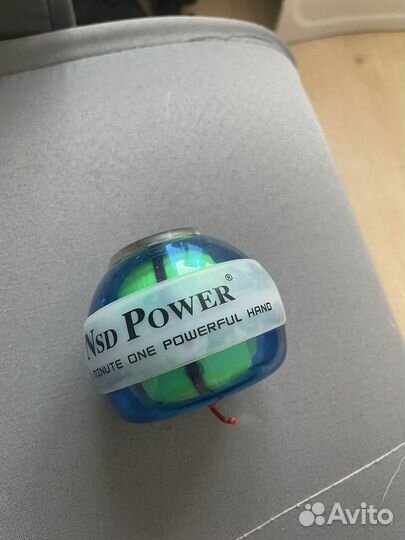 NSD POWER®
MINUTE ONE POWERFUL HAND
Avito